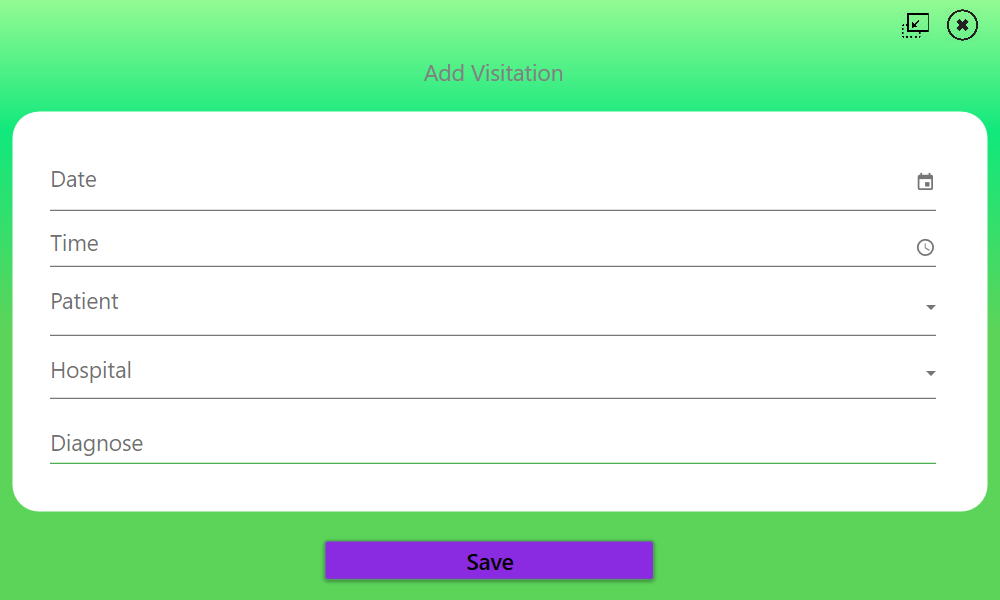 Add Visitation
Date
Time
Patient
Hospital
Diagnose
Save